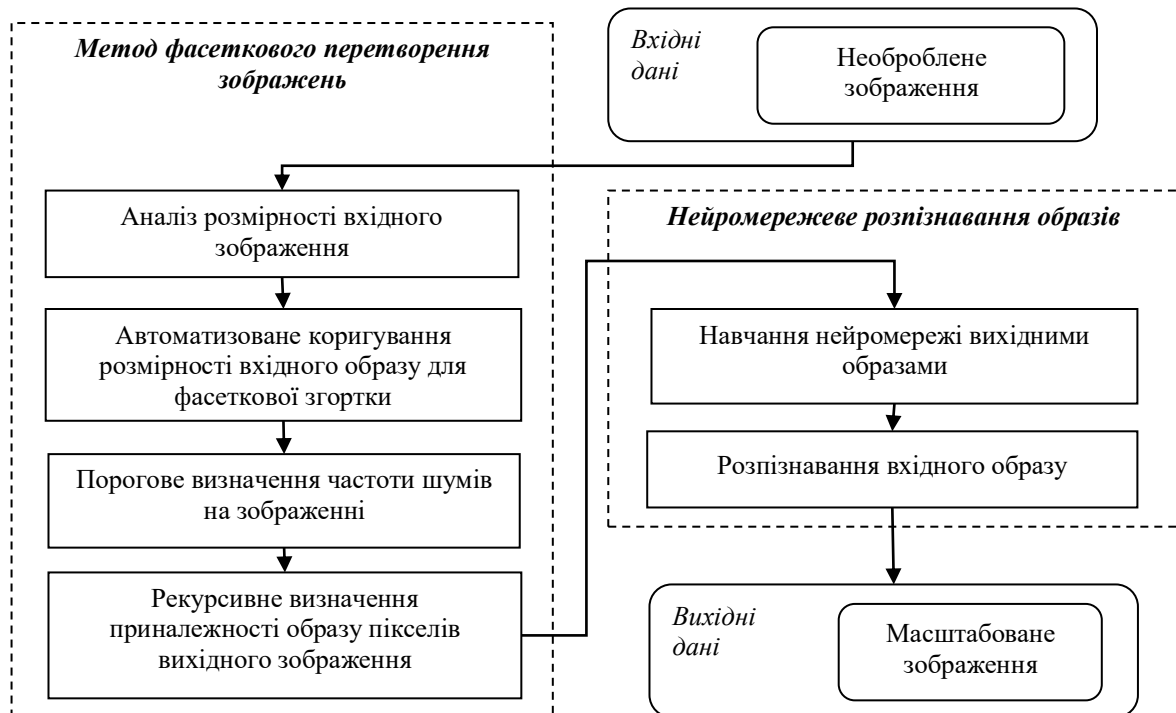 Метод фасеткового перетворення
зображень
Вхідні
дані
Необроблене
зображення
Аналіз розмірності вхідного
зображення
Автоматизоване коригування
розмірності вхідного образу для
фасеткової згортки
Порогове визначення частоти шумів
на зображенні
Рекурсивне визначення
приналежності образу пікселів
вихідного зображення
Нейромережеве розпізнавання образів
Навчання нейромережі вихідними
образами
Розпізнавання вхідного образу
Вихідні
дані
Масштабоване
зображення